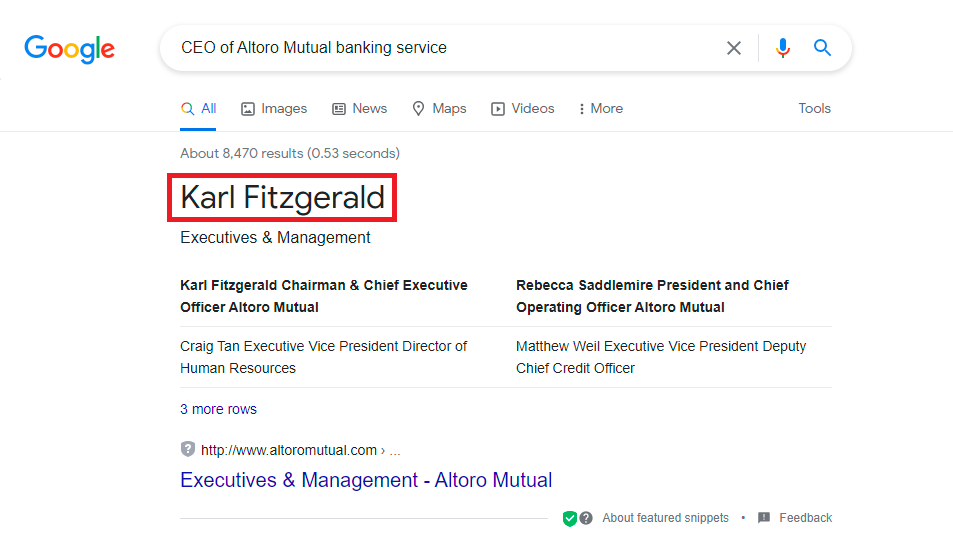 Google
CEO of Altoro Mutual banking service
All Images News Maps Videos More Tools
About 8,470 results (0.53 seconds)
Karl Fitzgerald
Executives & Management
Karl Fitzgerald Chairman & Chief Executive
Officer Altoro Mutual
Rebecca Saddlemire President and Chief
Operating Officer Altoro Mutual
Craig Tan Executive Vice President Director of
Human Resources
Matthew Weil Executive Vice President Deputy
Chief Credit Officer
3 more rows
http://www.altoromutual.com › ...
Executives & Management - Altoro Mutual
About featured snippets • Feedback